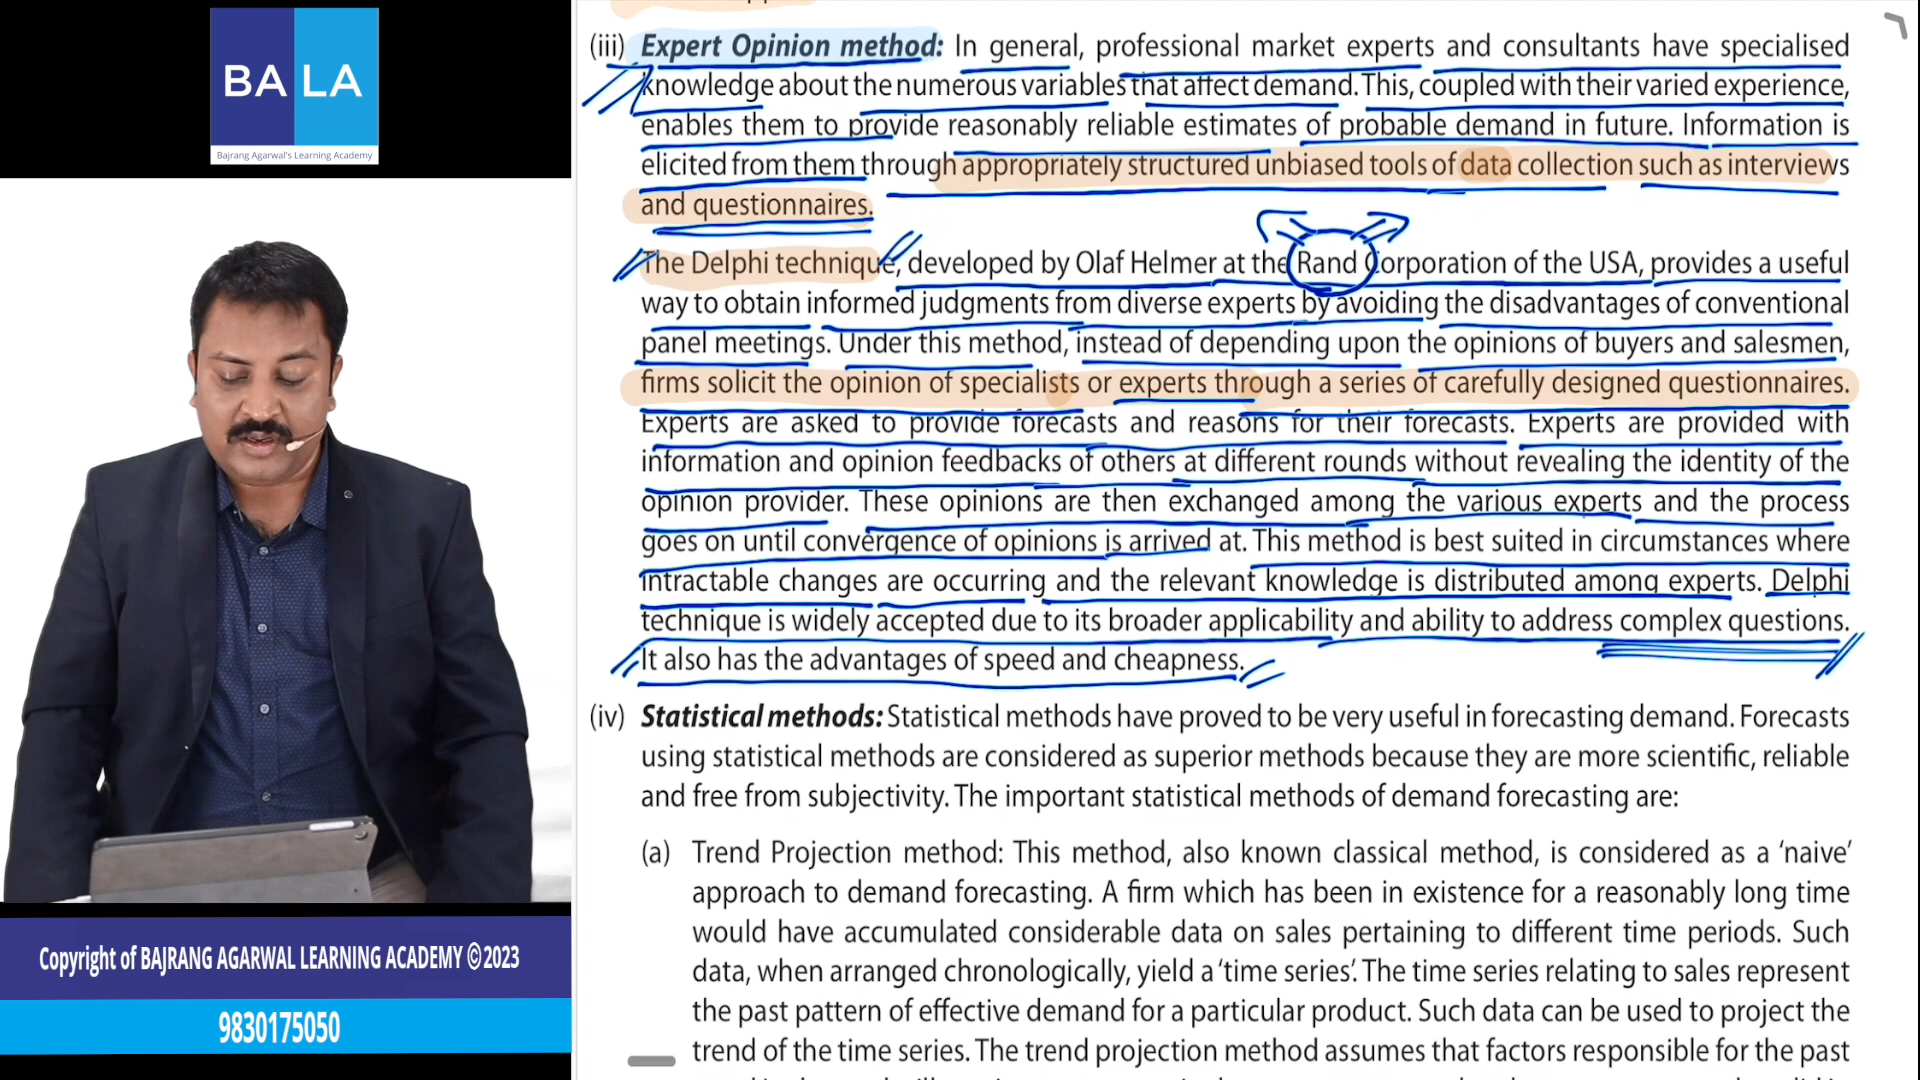 BA LA
Bajrang Agarwal's Learning Academy
Copyright of BAJRANG AGARWAL LEARNING ACADEMY ©2023
9830175050
(iii) Expert Opinion method: In general, professional market experts and consultants have specialised
knowledge about the numerous variables that affect demand. This, coupled with their varied experience,
enables them to provide reasonably reliable estimates of probable demand in future. Information is
elicited from them through appropriately structured unbiased tools of data collection such as interviews
and questionnaires.
The Delphi technique, developed by Olaf Helmer at the Rand Corporation of the USA, provides a useful
way to obtain informed judgments from diverse experts by avoiding the disadvantages of conventional
panel meetings. Under this method, instead of depending upon the opinions of buyers and salesmen,
firms solicit the opinion of specialists or experts through a series of carefully designed questionnaires.
Experts are asked to provide forecasts and reasons for their forecasts. Experts are provided with
information and opinion feedbacks of others at different rounds without revealing the identity of the
opinion provider. These opinions are then exchanged among the various experts and the process
goes on until convergence of opinions is arrived at. This method is best suited in circumstances where
intractable changes are occurring and the relevant knowledge is distributed among experts. Delphi
technique is widely accepted due to its broader applicability and ability to address complex questions.
It also has the advantages of speed and cheapness.
(iv) Statistical methods: Statistical methods have proved to be very useful in forecasting demand. Forecasts
using statistical methods are considered as superior methods because they are more scientific, reliable
and free from subjectivity. The important statistical methods of demand forecasting are:
(a) Trend Projection method: This method, also known classical method, is considered as a ‘naive’
approach to demand forecasting. A firm which has been in existence for a reasonably long time
would have accumulated considerable data on sales pertaining to different time periods. Such
data, when arranged chronologically, yield a ‘time series’. The time series relating to sales represent
the past pattern of effective demand for a particular product. Such data can be used to project the
trend of the time series. The trend projection method assumes that factors responsible for the past